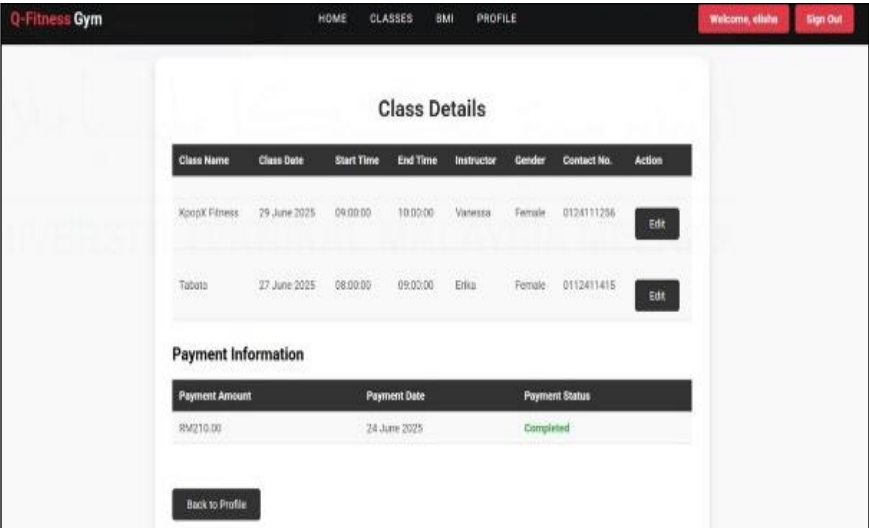 Q-Fitness Gym HOME CLASSES BMI PROFILE Welcome, elisha Sign Out
Class Details
Class Name Class Date Start Time End Time Instructor Gender Contact No. Action
KpopX Fitness 29 June 2025 09:00:00 10:00:00 Vanessa Female 0124111256 Edit
Tabata 27 June 2025 08:00:00 09:00:00 Erika Female 0112411415 Edit
Payment Information
Payment Amount Payment Date Payment Status
RM210.00 24 June 2025 Completed
Back to Profile